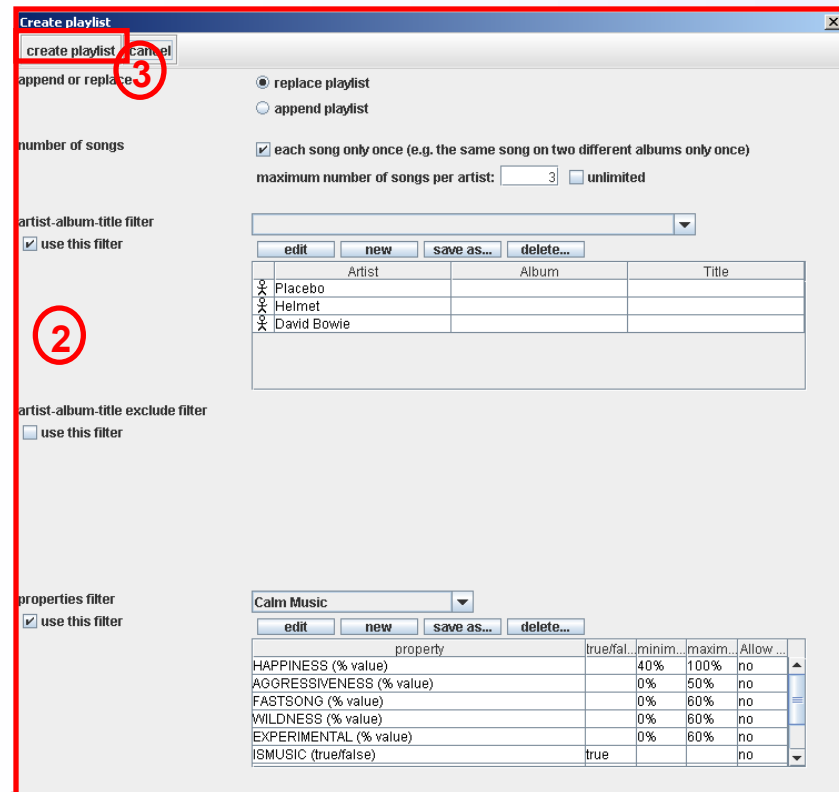 Create playlist
create playlist cancel
3
append or replace
replace playlist
append playlist
number of songs
each song only once (e.g. the same song on two different albums only once)
maximum number of songs per artist: 3 unlimited
artist-album-title filter
use this filter
edit new save as... delete...
Artist Album Title
Placebo
Helmet
David Bowie
2
artist-album-title exclude filter
use this filter
properties filter Calm Music
use this filter edit new save as... delete...
property true/fal... minim... maxim... Allow ...
HAPPINESS (% value) 40% 100% no
AGGRESSIVENESS (% value) 0% 50% no
FASTSONG (% value) 0% 60% no
WILDNESS (% value) 0% 60% no
EXPERIMENTAL (% value) 0% 60% no
ISMUSIC (true/false) true no